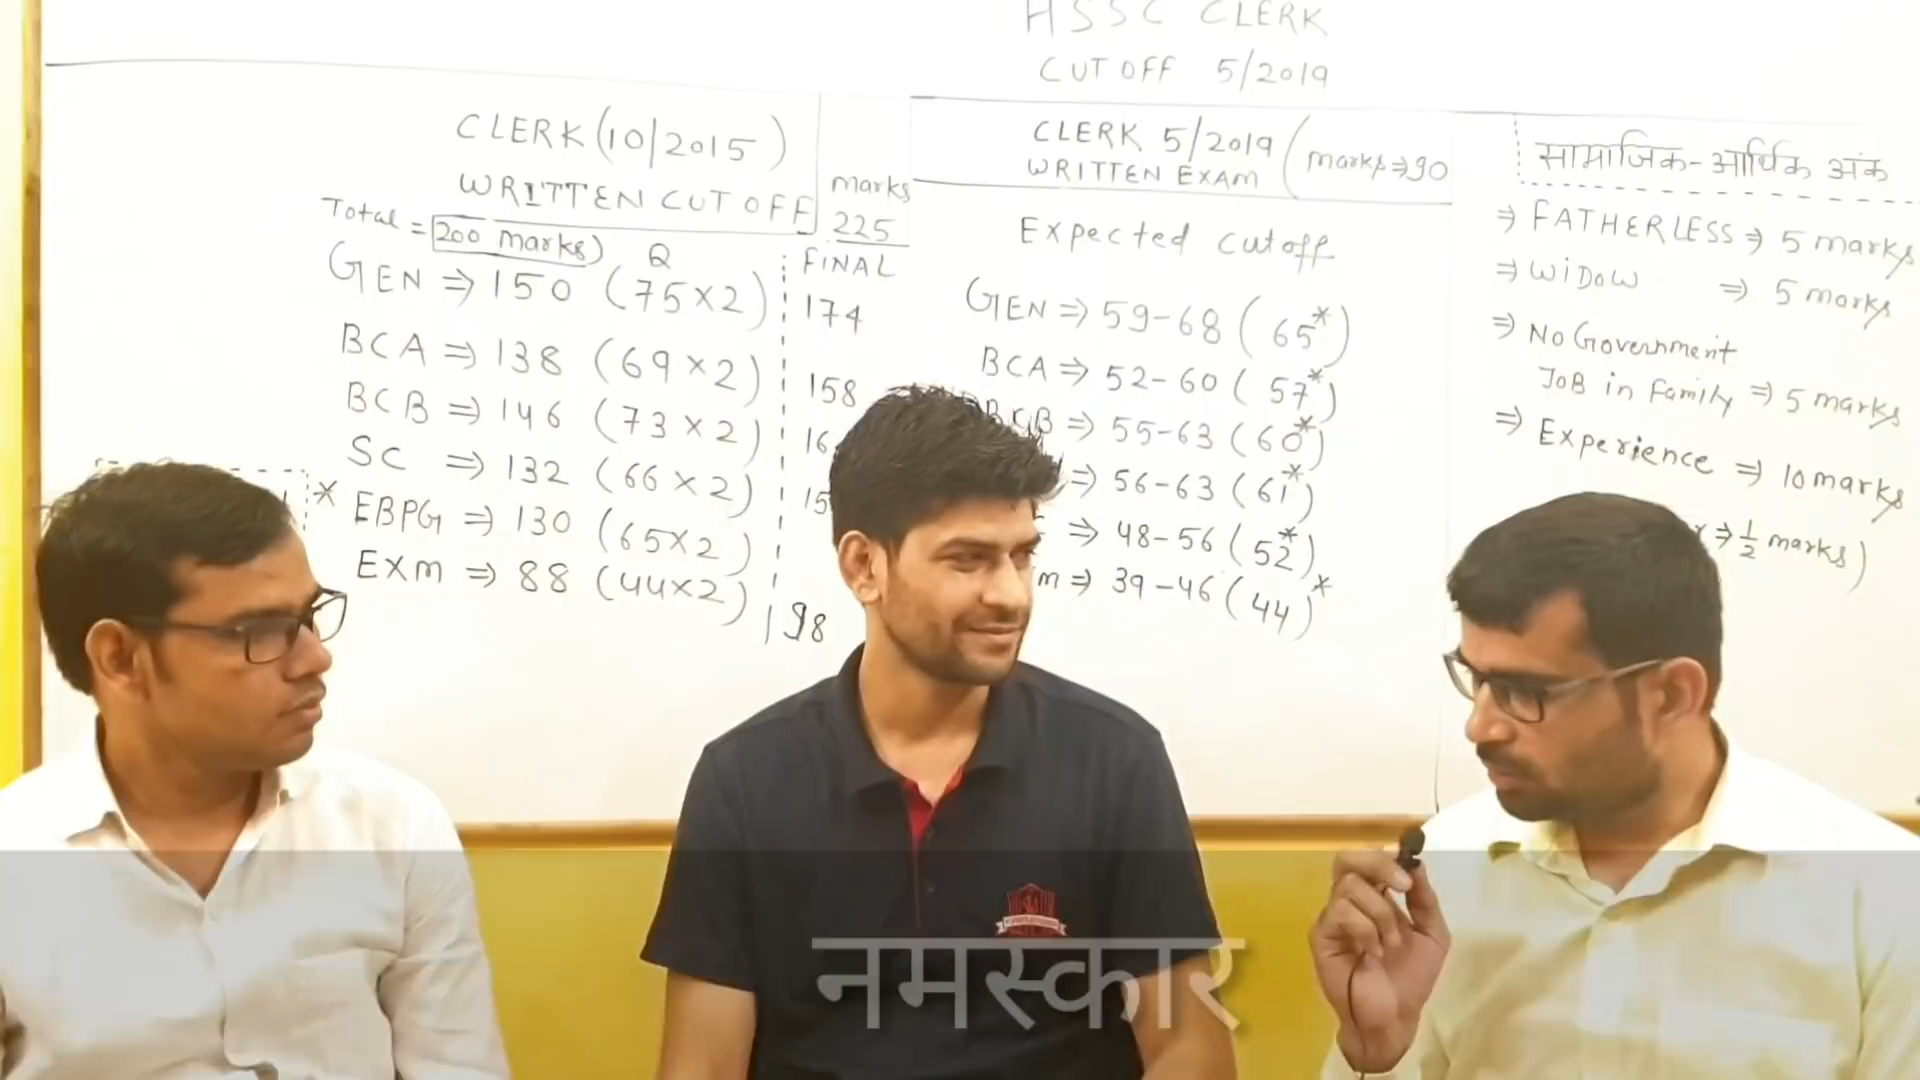 HSSC CLERK
CUT OFF 5/2019
CLERK (10/2015)
WRITTEN CUT OFF
marks
225
Total = 200 marks)
Q
FINAL
GEN ⇒ 150 (75×2) 174
BCA ⇒ 138 (69×2) 158
BCB ⇒ 146 (73×2) 16
SC ⇒ 132 (66×2) 15
* EBPG ⇒ 130 (65×2)
EXM ⇒ 88 (44×2)
198
CLERK 5/2019
WRITTEN EXAM
(marks⇒90
Expected cutoff
GEN ⇒ 59-68 (65*)
BCA ⇒ 52-60 (57*)
BCB ⇒ 55-63 (60*)
⇒ 56-63 (61*)
⇒ 48-56 (52*)
m ⇒ 39-46 (44)*
सामाजिक-आर्थिक अंक
⇒ FATHERLESS ⇒ 5 marks
⇒ WIDOW ⇒ 5 marks
⇒ No Government
JOB in family ⇒ 5 marks
⇒ Experience ⇒ 10 marks
⇒ 1/2 marks)
नमस्कार